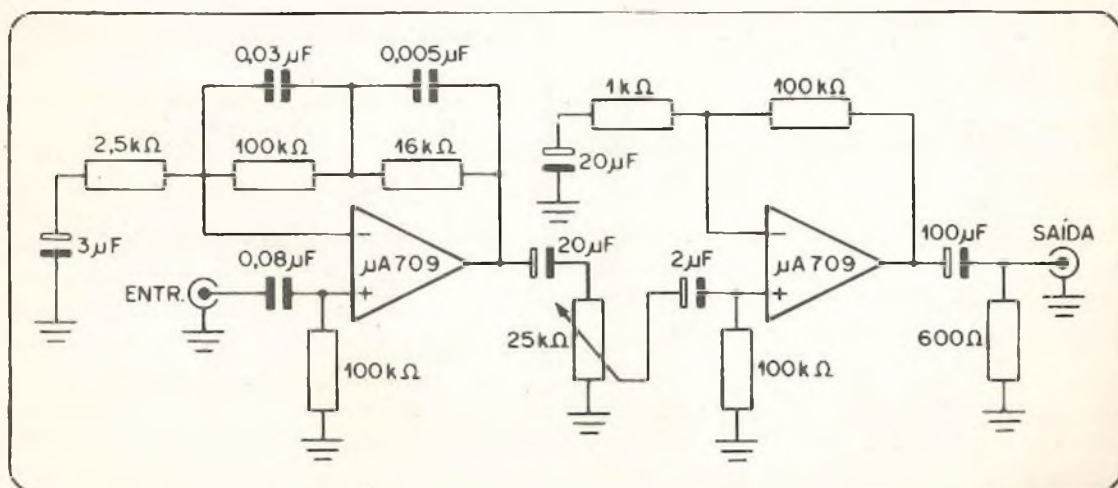 0,03µF
0,005µF
1kΩ
100kΩ
2,5kΩ
100kΩ
16kΩ
20µF
3µF
0,08µF
−
µA709
+
20µF
2µF
−
µA709
+
100µF
SAÍDA
ENTR.
100kΩ
25kΩ
100kΩ
600Ω